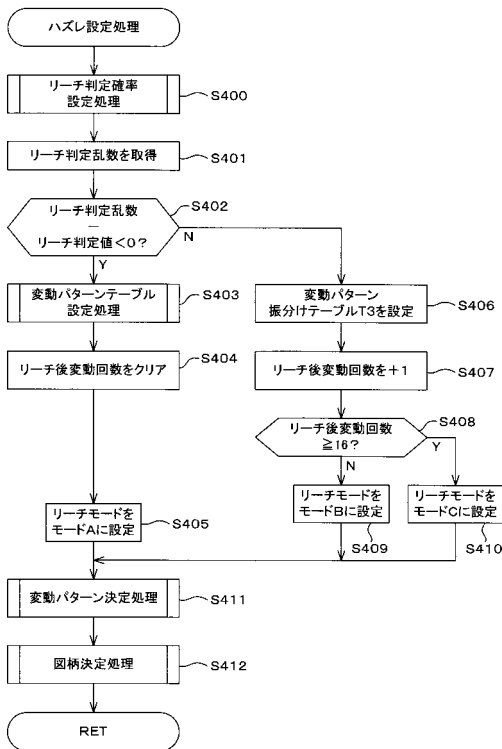 ハズレ設定処理
リーチ判定確率
設定処理
S400
リーチ判定乱数を取得
S401
リーチ判定乱数
－
リーチ判定値＜0？
S402
N
Y
変動パターンテーブル
設定処理
S403
リーチ後変動回数をクリア
S404
リーチモードを
モードAに設定
S405
変動パターン
振分けテーブルT3を設定
S406
リーチ後変動回数を＋1
S407
リーチ後変動回数
≧16？
S408
N
Y
リーチモードを
モードBに設定
S409
リーチモードを
モードCに設定
S410
変動パターン決定処理
S411
図柄決定処理
S412
RET